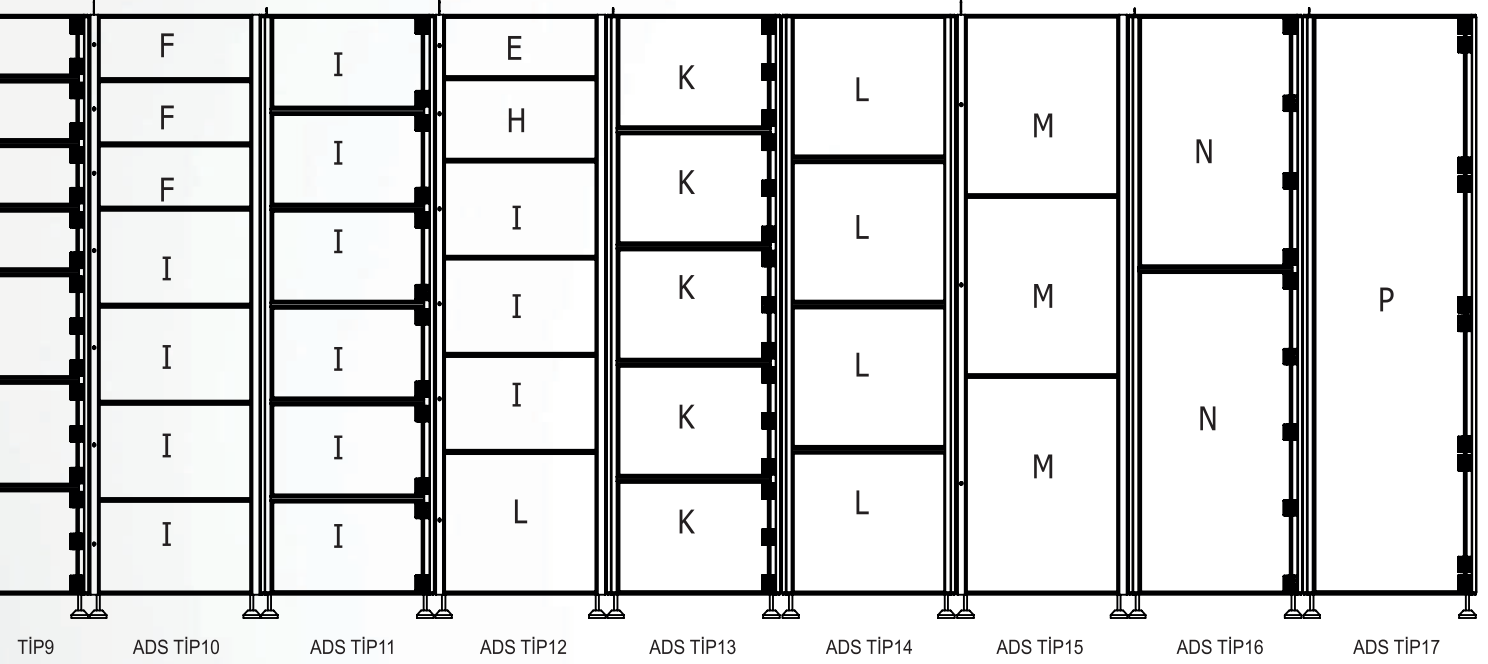 F
F
F
I
I
I
I
I
I
I
I
I
I
E
H
I
I
I
L
K
K
K
K
K
L
L
L
L
M
M
M
N
N
P
TİP9
ADS TİP10
ADS TİP11
ADS TİP12
ADS TİP13
ADS TİP14
ADS TİP15
ADS TİP16
ADS TİP17